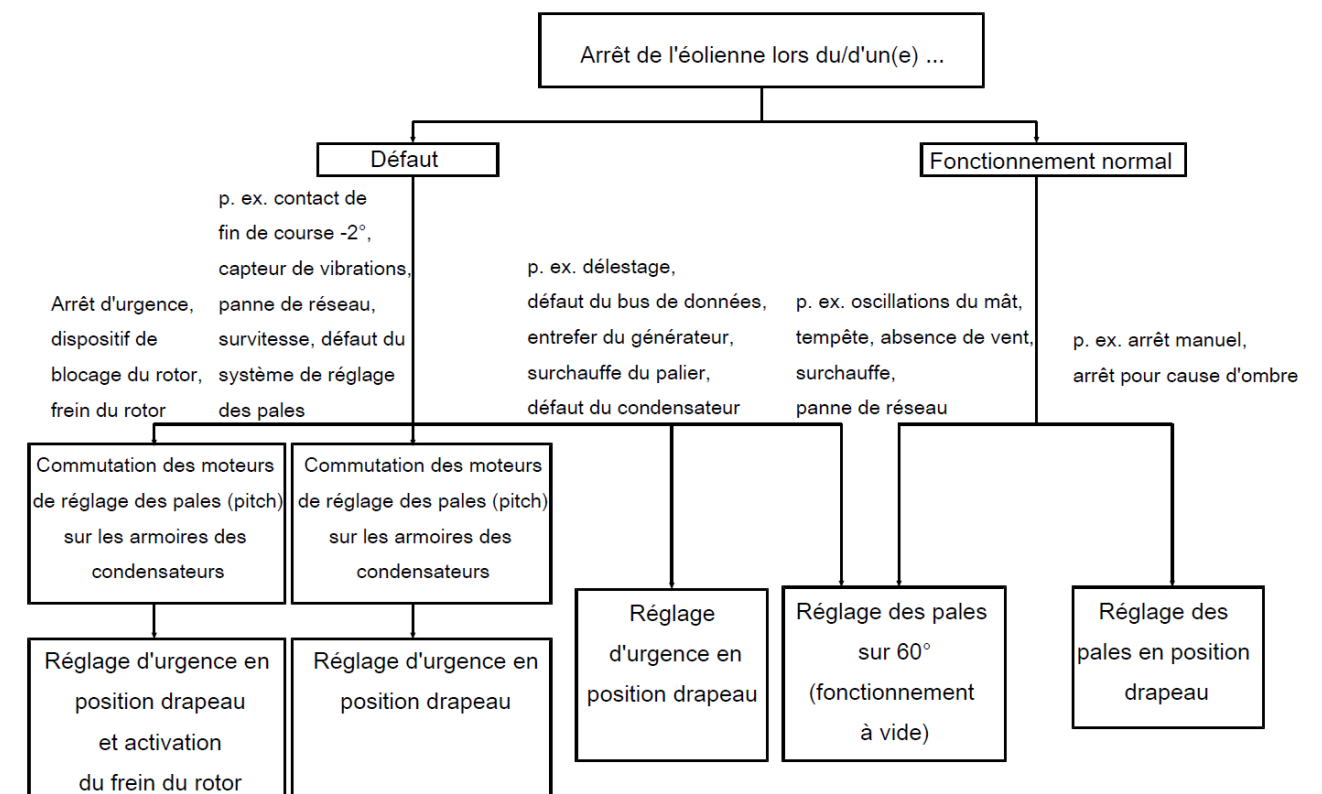 Arrêt de l'éolienne lors du/d'un(e) ...
Défaut
Fonctionnement normal
Arrêt d'urgence,
dispositif de
blocage du rotor,
frein du rotor
p. ex. contact de
fin de course -2°,
capteur de vibrations,
panne de réseau,
survitesse, défaut du
système de réglage
des pales
p. ex. délestage,
défaut du bus de données,
entrefer du générateur,
surchauffe du palier,
défaut du condensateur
p. ex. oscillations du mât,
tempête, absence de vent,
surchauffe,
panne de réseau
p. ex. arrêt manuel,
arrêt pour cause d'ombre
Commutation des moteurs
de réglage des pales (pitch)
sur les armoires des
condensateurs
Commutation des moteurs
de réglage des pales (pitch)
sur les armoires des
condensateurs
Réglage d'urgence en
position drapeau
et activation
du frein du rotor
Réglage d'urgence en
position drapeau
Réglage
d'urgence en
position drapeau
Réglage des pales
sur 60°
(fonctionnement
à vide)
Réglage des
pales en position
drapeau